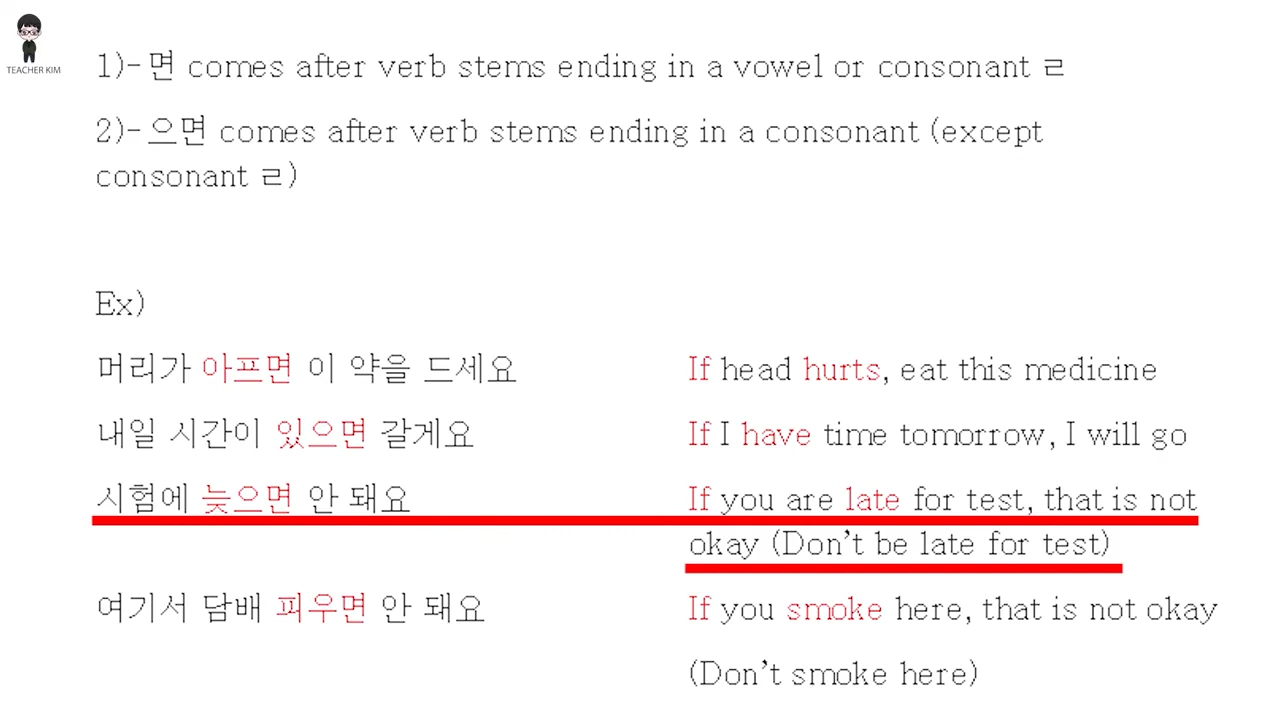 TEACHER KIM
1)-면 comes after verb stems ending in a vowel or consonant ㄹ
2)-으면 comes after verb stems ending in a consonant (except
consonant ㄹ)
Ex)
머리가 아프면 이 약을 드세요 If head hurts, eat this medicine
내일 시간이 있으면 갈게요 If I have time tomorrow, I will go
시험에 늦으면 안 돼요 If you are late for test, that is not
okay (Don't be late for test)
여기서 담배 피우면 안 돼요 If you smoke here, that is not okay
(Don't smoke here)